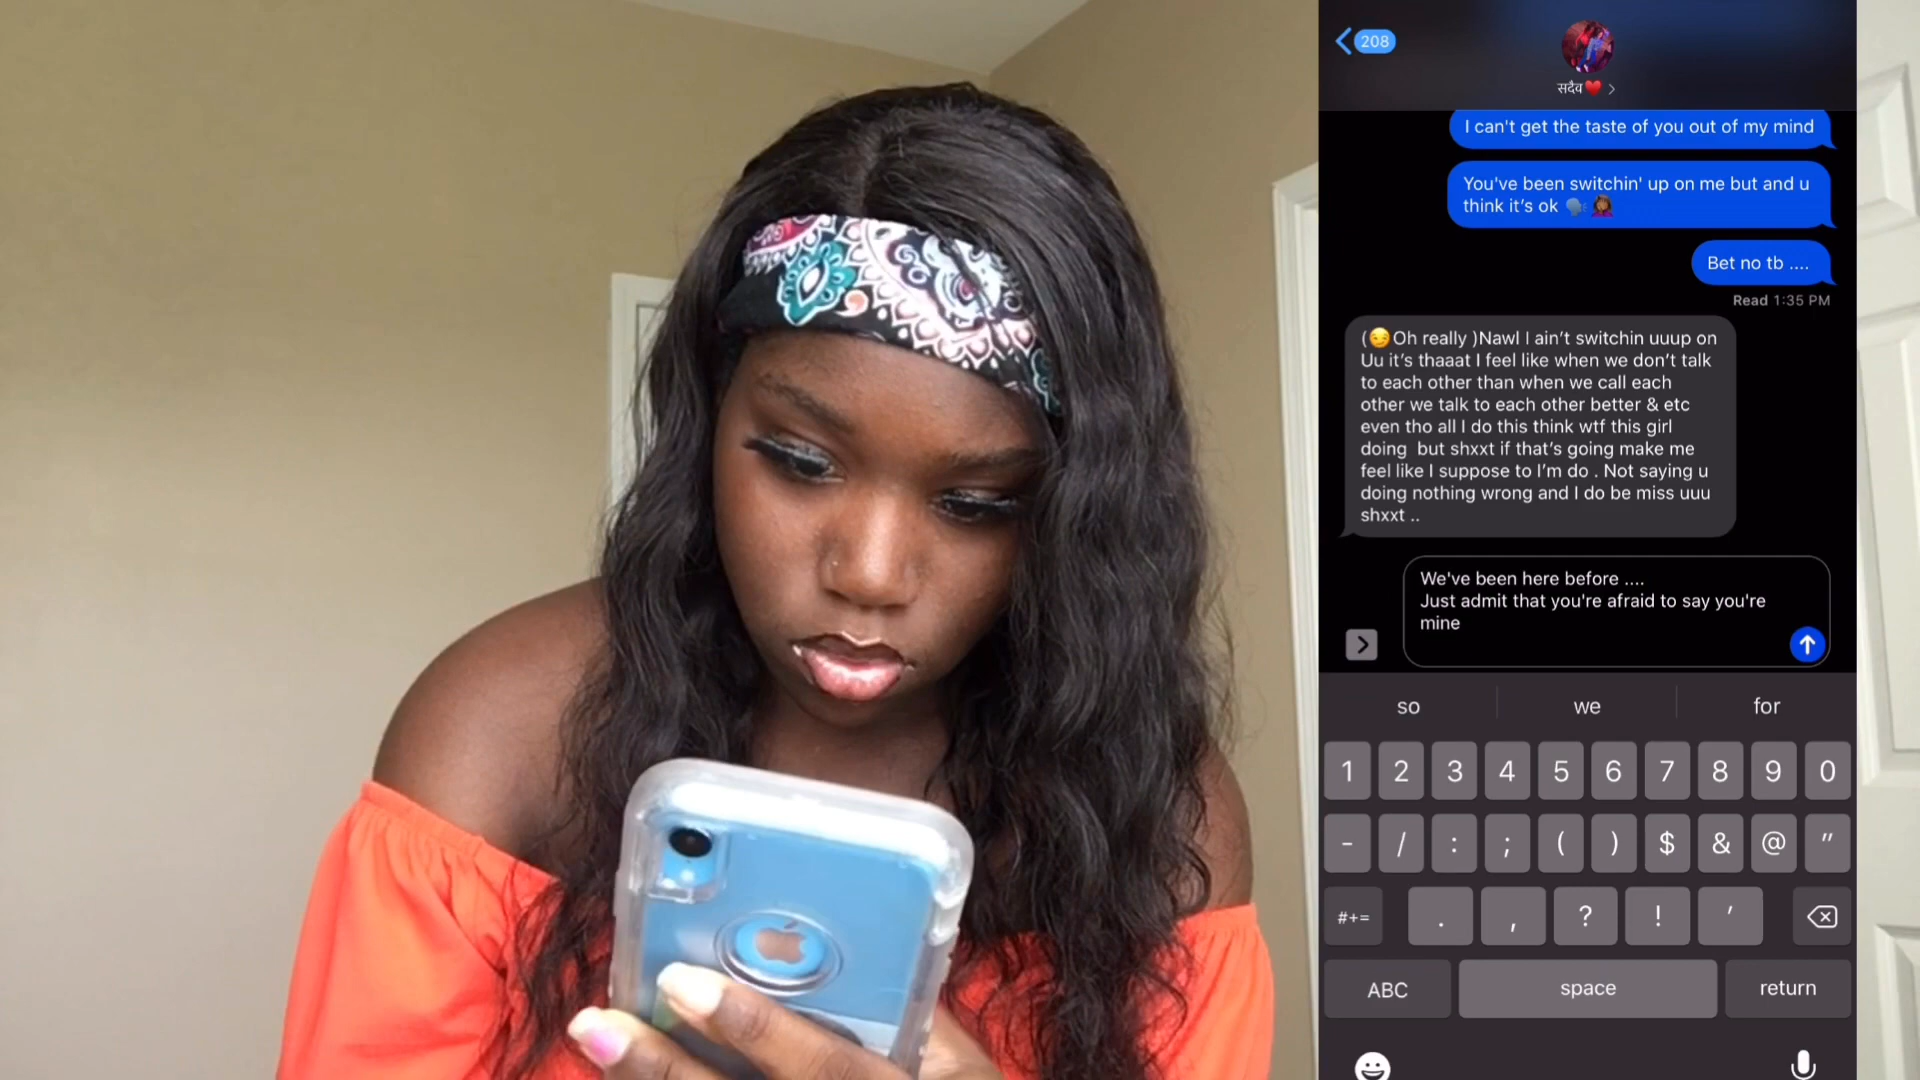 208
सदैव❤️ >
I can't get the taste of you out of my mind
You've been switchin' up on me but and u
think it's ok 🗣🤦🏾‍♀️
Bet no tb ....
Read 1:35 PM
(😏Oh really )Nawl I ain't switchin uuup on
Uu it's thaaat I feel like when we don't talk
to each other than when we call each
other we talk to each other better & etc
even tho all I do this think wtf this girl
doing  but shxxt if that's going make me
feel like I suppose to I'm do . Not saying u
doing nothing wrong and I do be miss uuu
shxxt ..
We've been here before ....
Just admit that you're afraid to say you're
mine
so we for
1 2 3 4 5 6 7 8 9 0
- / : ; ( ) $ & @ "
#+= . , ? ! '
ABC space return